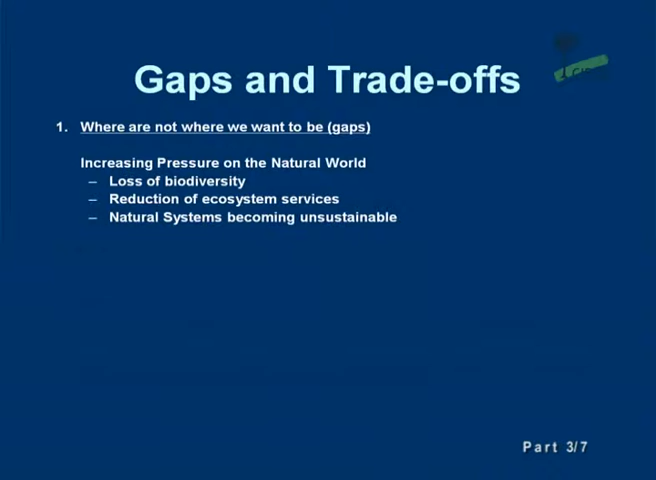 Gaps and Trade-offs
1. Where are not where we want to be (gaps)
Increasing Pressure on the Natural World
– Loss of biodiversity
– Reduction of ecosystem services
– Natural Systems becoming unsustainable
Part 3/7